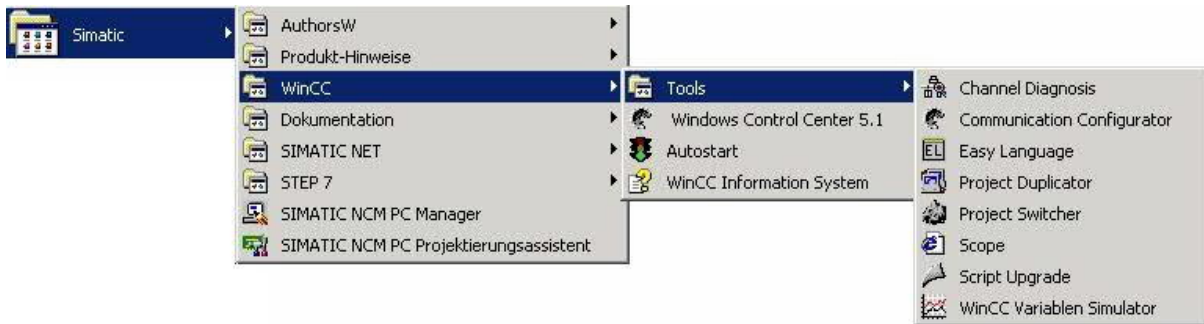 Simatic
AuthorsW
Produkt-Hinweise
WinCC
Dokumentation
SIMATIC NET
STEP 7
SIMATIC NCM PC Manager
SIMATIC NCM PC Projektierungsassistent
Tools
Windows Control Center 5.1
Autostart
WinCC Information System
Channel Diagnosis
Communication Configurator
EL Easy Language
Project Duplicator
Project Switcher
Scope
Script Upgrade
WinCC Variablen Simulator